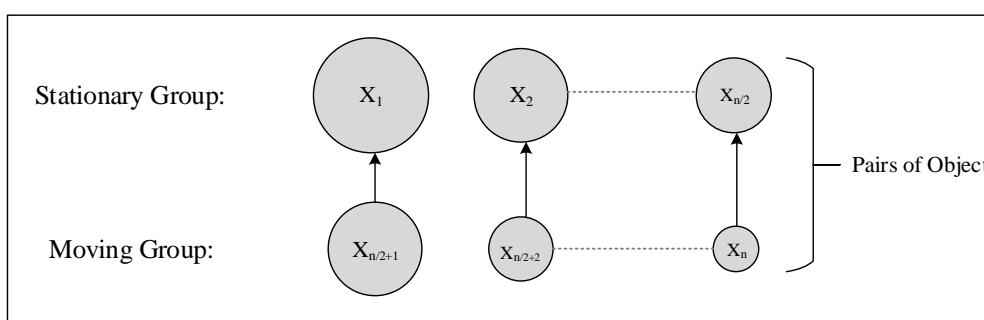 Stationary Group:
X₁
X₂
Xₙ/₂
Pairs of Object
Moving Group:
Xₙ/₂₊₁
Xₙ/₂₊₂
Xₙ